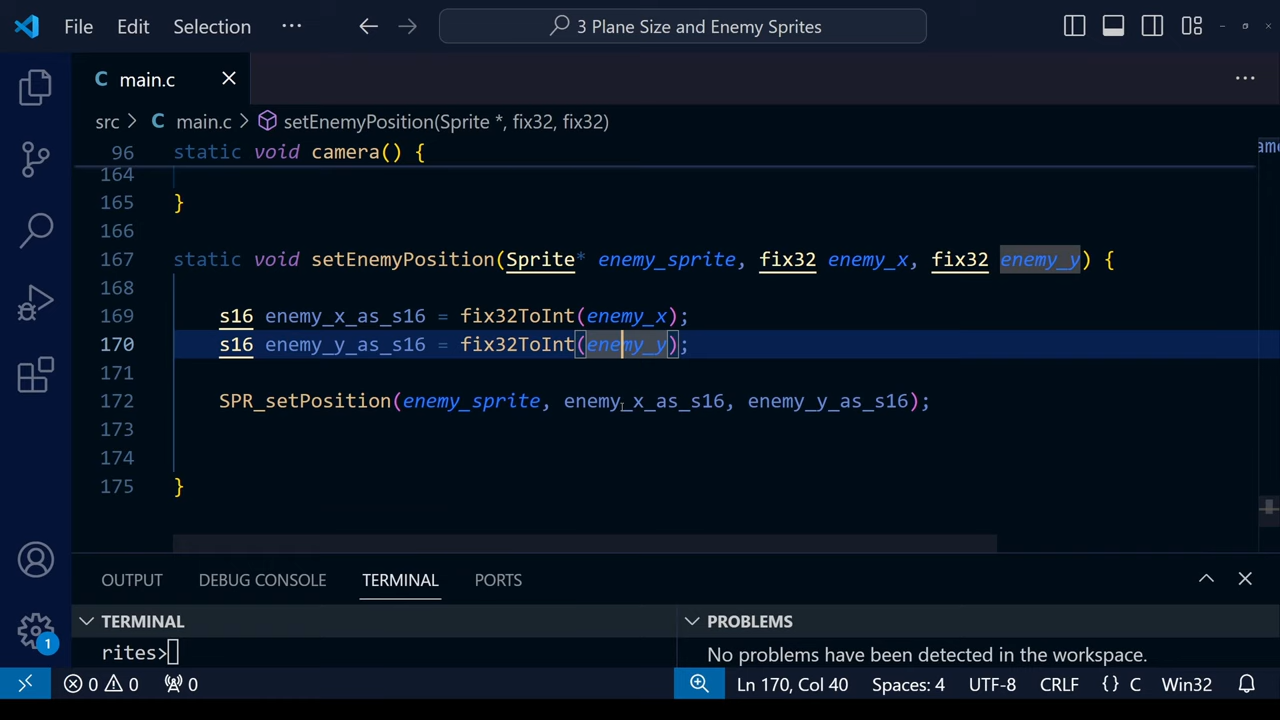 File Edit Selection ··· 3 Plane Size and Enemy Sprites
C main.c
src > C main.c > setEnemyPosition(Sprite *, fix32, fix32)
96 static void camera() {
164
165 }
166
167 static void setEnemyPosition(Sprite* enemy_sprite, fix32 enemy_x, fix32 enemy_y) {
168
169 s16 enemy_x_as_s16 = fix32ToInt(enemy_x);
170 s16 enemy_y_as_s16 = fix32ToInt(enemy_y);
171
172 SPR_setPosition(enemy_sprite, enemy_x_as_s16, enemy_y_as_s16);
173
174
175 }
OUTPUT DEBUG CONSOLE TERMINAL PORTS
TERMINAL PROBLEMS
rites> No problems have been detected in the workspace.
1
0 0 0 Ln 170, Col 40 Spaces: 4 UTF-8 CRLF {} C Win32